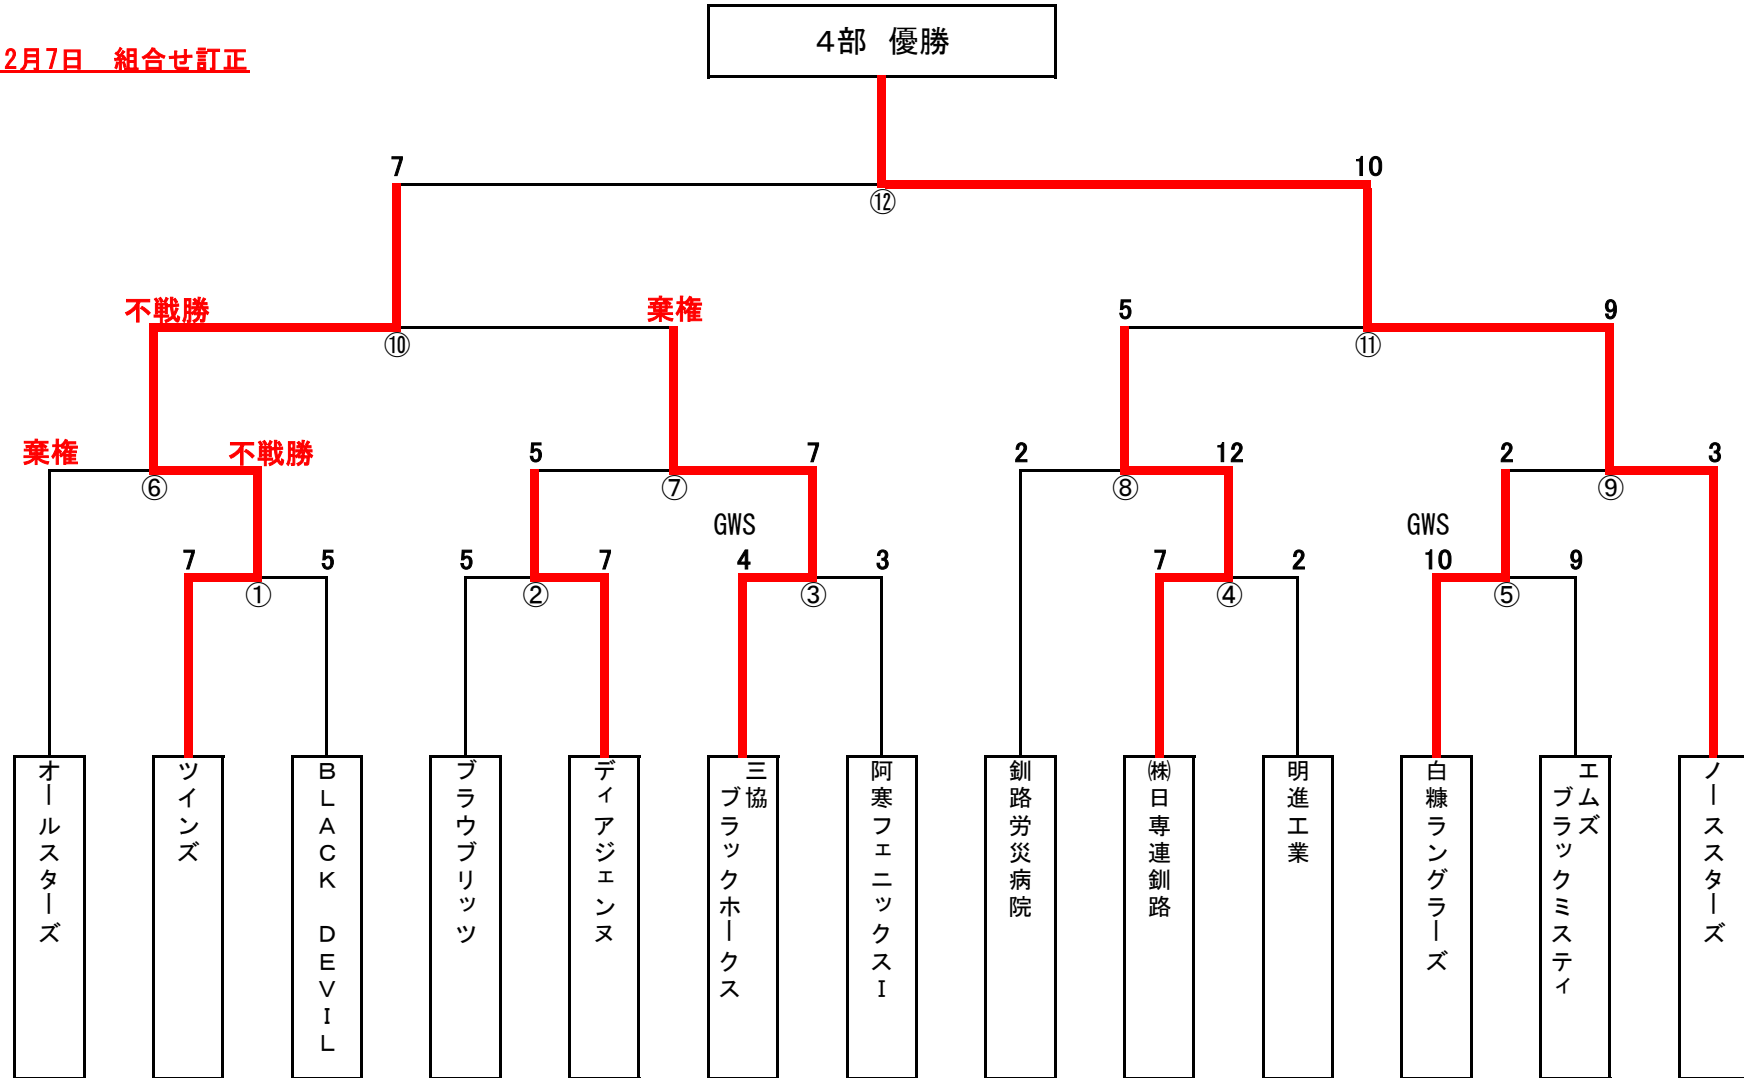 4部 優勝
2月7日 組合せ訂正
7
10
⑫
不戦勝
棄権
5
9
⑩
⑪
棄権
不戦勝
5
7
2
12
2
3
⑥
⑦
⑧
⑨
GWS
GWS
7
5
5
7
4
3
7
2
10
9
①
②
③
④
⑤
オールスターズ
ツインズ
BLACK DEVIL
ブラウブリッツ
ディアジェンヌ
三協
ブラックホークス
阿寒フェニックスI
釧路労災病院
㈱日専連釧路
明進工業
白糠ラングラーズ
エムズ
ブラックミスティ
ノースターズ